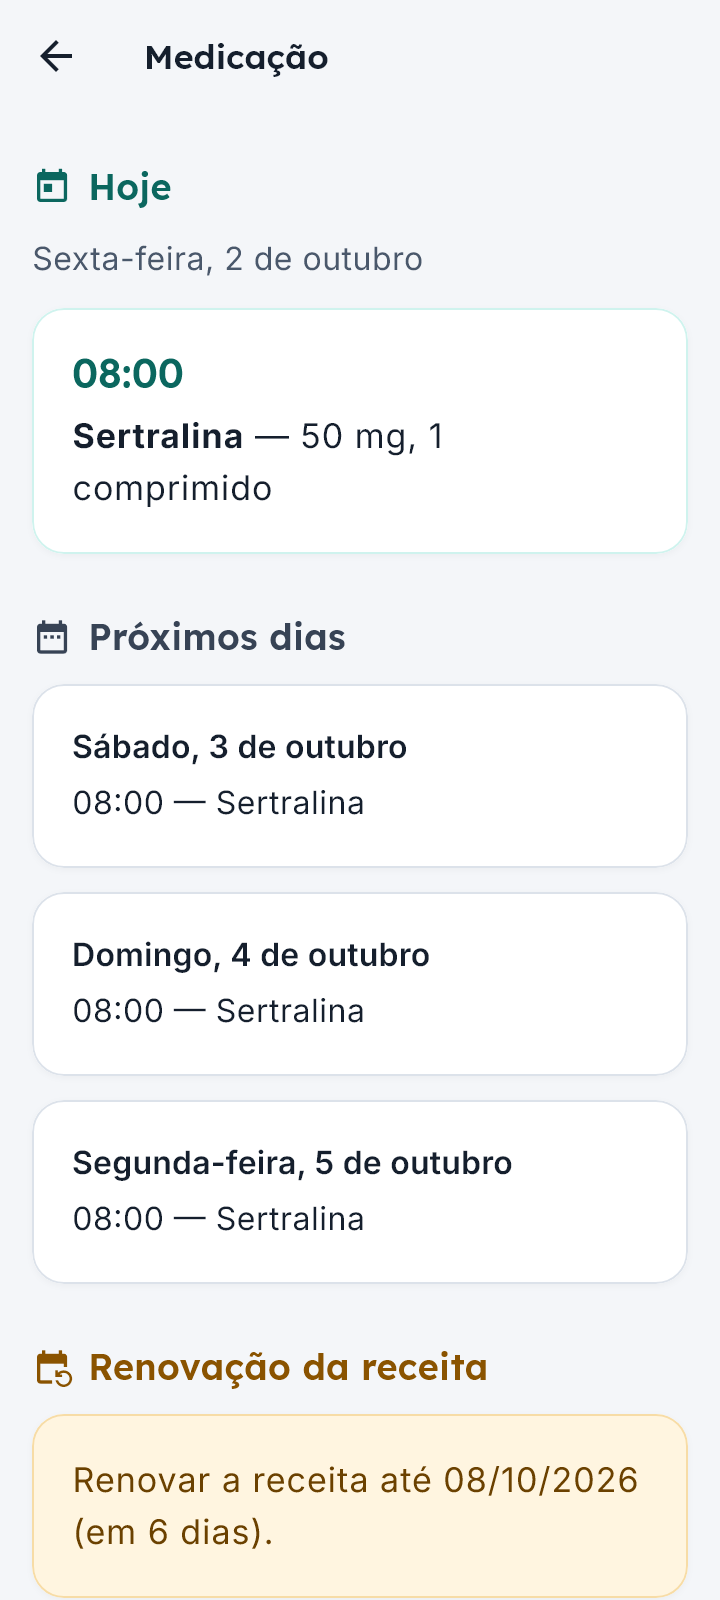 Medicação
Hoje
Sexta-feira, 2 de outubro
08:00
Sertralina — 50 mg, 1
comprimido
Próximos dias
Sábado, 3 de outubro
08:00 — Sertralina
Domingo, 4 de outubro
08:00 — Sertralina
Segunda-feira, 5 de outubro
08:00 — Sertralina
Renovação da receita
Renovar a receita até 08/10/2026
(em 6 dias).